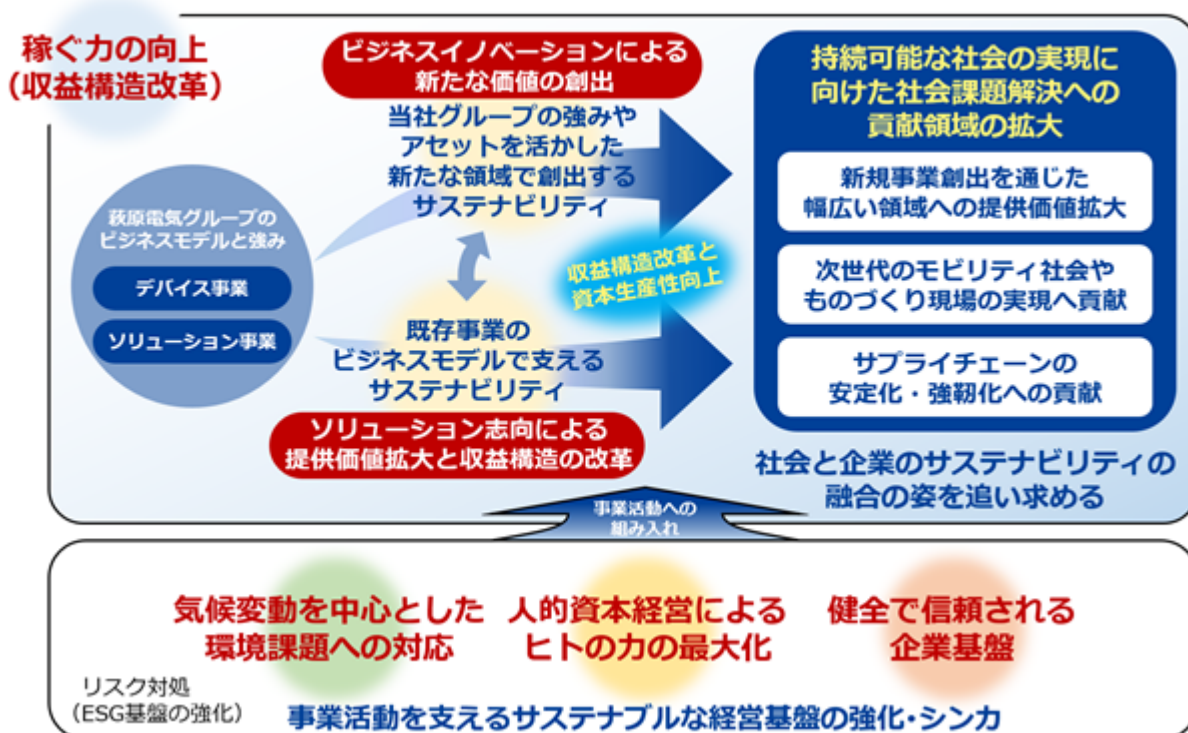 稼ぐ力の向上
（収益構造改革）
ビジネスイノベーションによる
新たな価値の創出
当社グループの強みや
アセットを活かした
新たな領域で創出する
サステナビリティ
萩原電気グループの
ビジネスモデルと強み
デバイス事業
ソリューション事業
収益構造改革と
資本生産性向上
既存事業の
ビジネスモデルで支える
サステナビリティ
ソリューション志向による
提供価値拡大と収益構造の改革
持続可能な社会の実現に
向けた社会課題解決への
貢献領域の拡大
新規事業創出を通じた
幅広い領域への提供価値拡大
次世代のモビリティ社会や
ものづくり現場の実現へ貢献
サプライチェーンの
安定化・強靭化への貢献
社会と企業のサステナビリティの
融合の姿を追い求める
事業活動への
組み入れ
気候変動を中心とした
環境課題への対応
人的資本経営による
ヒトの力の最大化
健全で信頼される
企業基盤
リスク対処
（ESG基盤の強化）
事業活動を支えるサステナブルな経営基盤の強化・シンカ